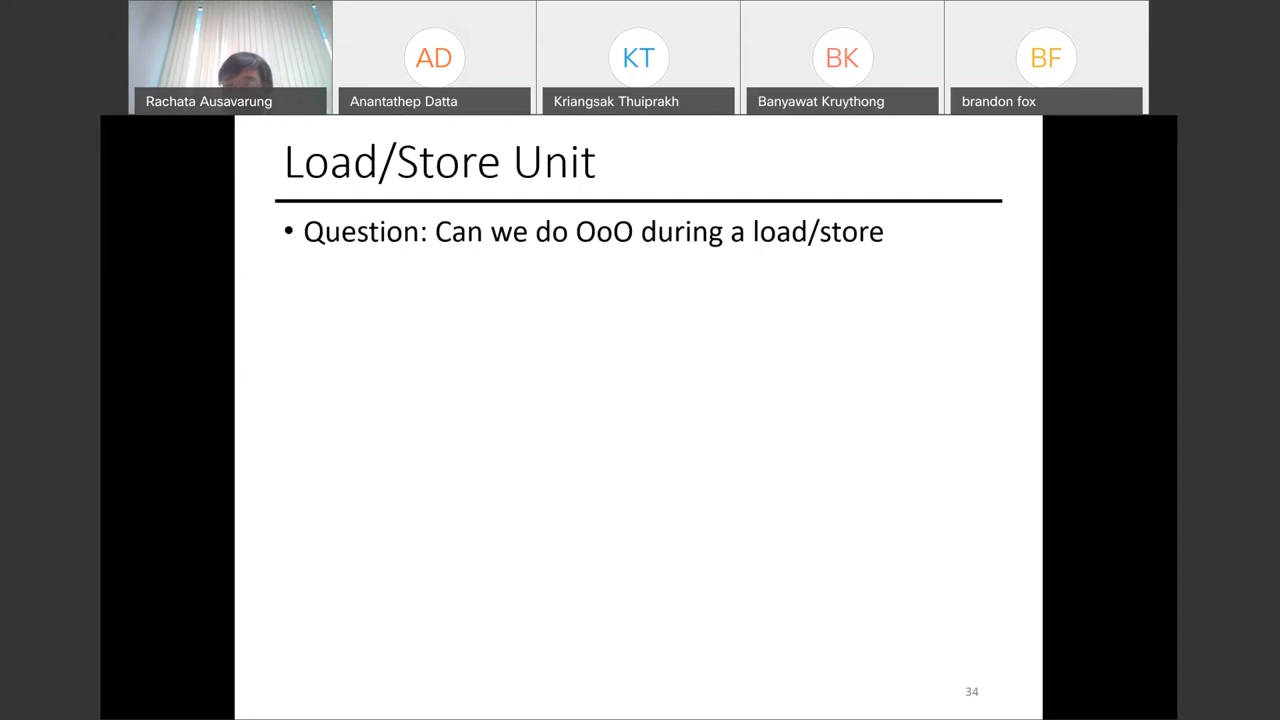 AD
KT
BK
BF
Rachata Ausavarung
Anantathep Datta
Kriangsak Thuiprakh
Banyawat Kruythong
brandon fox
Load/Store Unit
• Question: Can we do OoO during a load/store
34